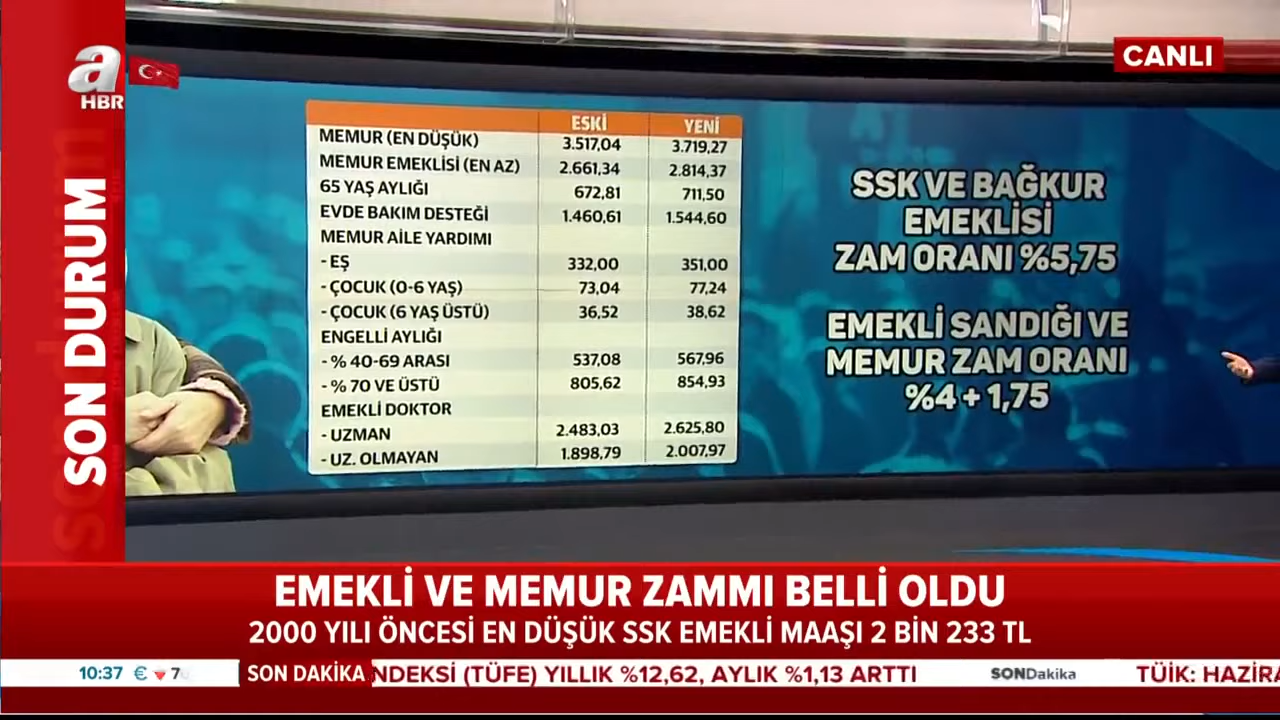 a
HBR
CANLI
SON DURUM
ESKİ YENİ
MEMUR (EN DÜŞÜK) 3.517,04 3.719,27
MEMUR EMEKLİSİ (EN AZ) 2.661,34 2.814,37
65 YAŞ AYLIĞI 672,81 711,50
EVDE BAKIM DESTEĞİ 1.460,61 1.544,60
MEMUR AİLE YARDIMI
- EŞ 332,00 351,00
- ÇOCUK (0-6 YAŞ) 73,04 77,24
- ÇOCUK (6 YAŞ ÜSTÜ) 36,52 38,62
ENGELLİ AYLIĞI
- % 40-69 ARASI 537,08 567,96
- % 70 VE ÜSTÜ 805,62 854,93
EMEKLİ DOKTOR
- UZMAN 2.483,03 2.625,80
- UZ. OLMAYAN 1.898,79 2.007,97
SSK VE BAĞKUR
EMEKLİSİ
ZAM ORANI %5,75
EMEKLİ SANDIĞI VE
MEMUR ZAM ORANI
%4 + 1,75
EMEKLİ VE MEMUR ZAMMI BELLİ OLDU
2000 YILI ÖNCESİ EN DÜŞÜK SSK EMEKLİ MAAŞI 2 BİN 233 TL
10:37 € 7 SON DAKİKA NDEKSİ (TÜFE) YILLIK %12,62, AYLIK %1,13 ARTTI SONDakika TÜİK: HAZİRA